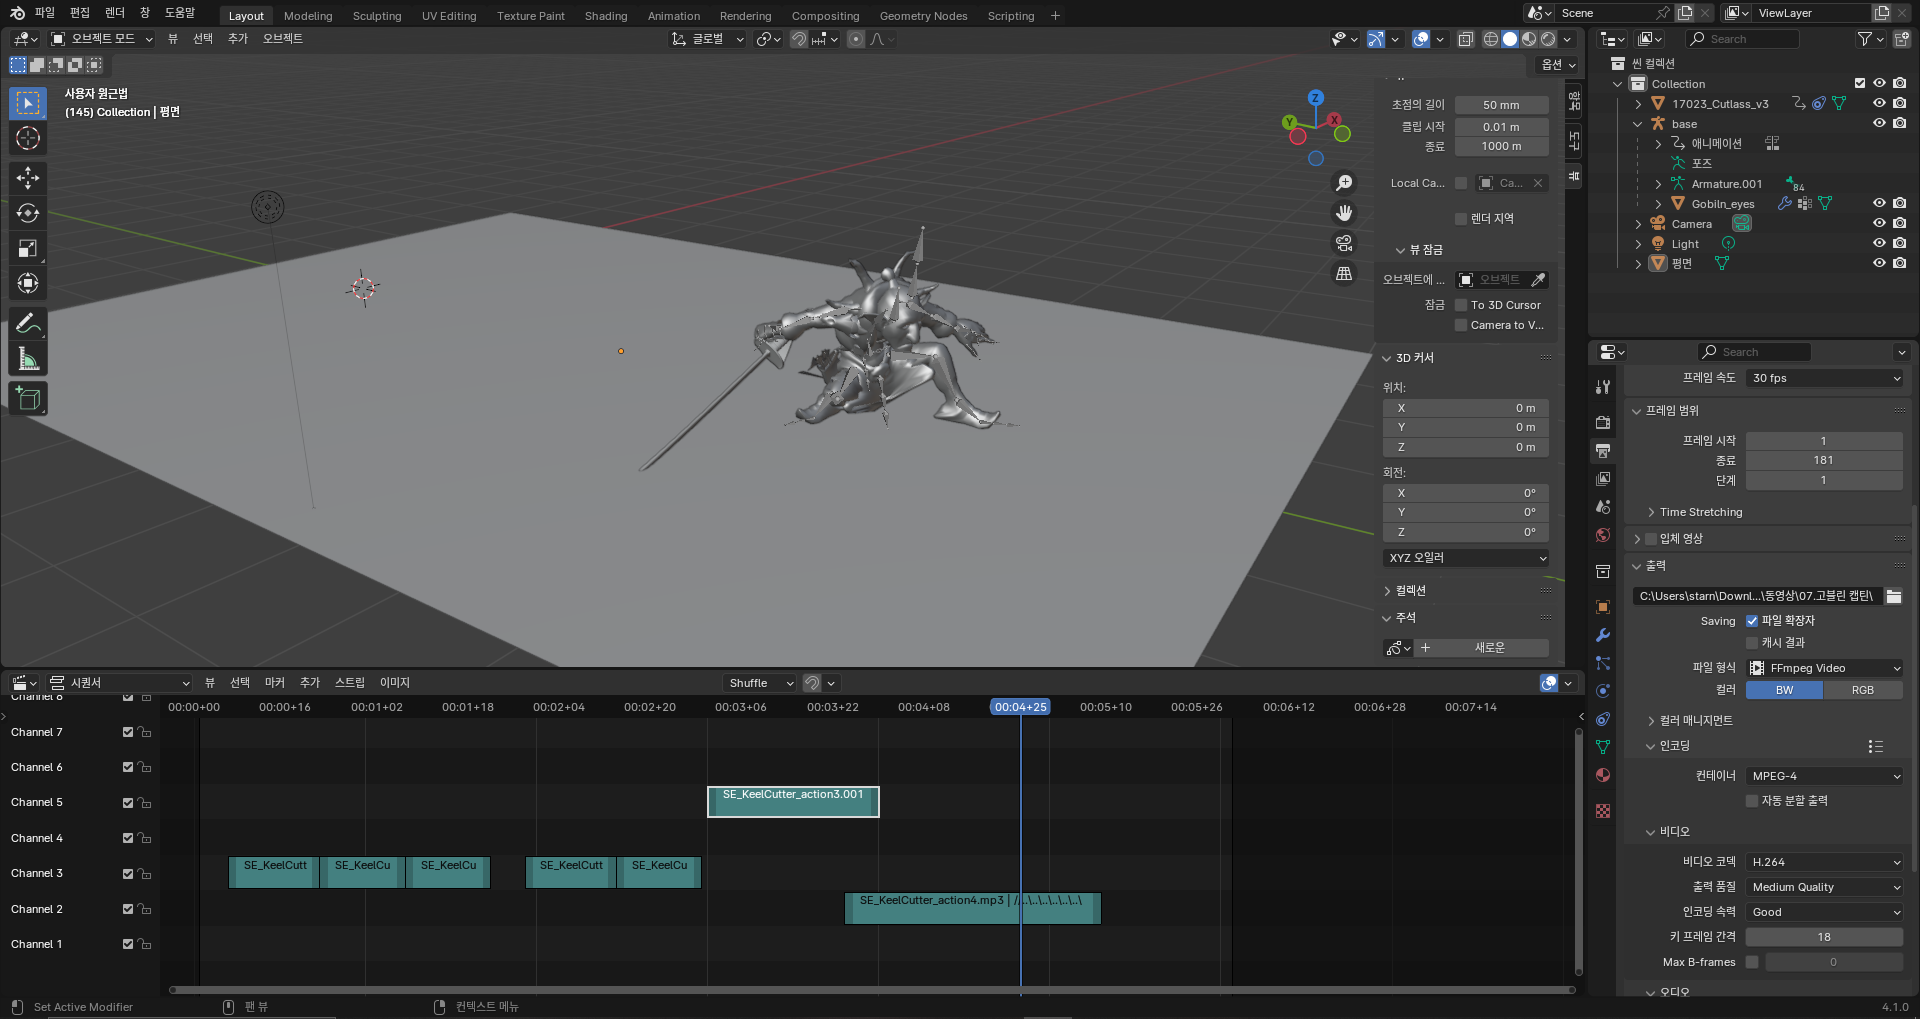 파일 편집 렌더 창 도움말 Layout Modeling Sculpting UV Editing Texture Paint Shading Animation Rendering Compositing Geometry Nodes Scripting + Scene ViewLayer
오브젝트 모드 뷰 선택 추가 오브젝트 글로벌 Search
옵션
사용자 원근법
(145) Collection | 평면
Z
Y
X
초점의 길이 50 mm
클립 시작 0.01 m
종료 1000 m
Local Ca... Ca...
렌더 지역
뷰 잠금
오브젝트에 ... 오브젝트
잠금 To 3D Cursor
Camera to V...
3D 커서
위치:
X 0 m
Y 0 m
Z 0 m
회전:
X 0°
Y 0°
Z 0°
XYZ 오일러
컬렉션
주석
새로운
항목
도구
뷰
씬 컬렉션
Collection
17023_Cutlass_v3
base
애니메이션
포즈
Armature.001 84
Gobiln_eyes
Camera
Light
평면
Search
프레임 속도 30 fps
프레임 범위
프레임 시작 1
종료 181
단계 1
Time Stretching
입체 영상
출력
C:\Users\starn\Downl...\동영상\07.고블린 캡틴\
Saving 파일 확장자
캐시 결과
파일 형식 FFmpeg Video
컬러 BW RGB
컬러 매니지먼트
인코딩
컨테이너 MPEG-4
자동 분할 출력
비디오
비디오 코덱 H.264
출력 품질 Medium Quality
인코딩 속력 Good
키 프레임 간격 18
Max B-frames 0
오디오
시퀀서 뷰 선택 마커 추가 스트립 이미지 Shuffle
00:00+00 00:00+16 00:01+02 00:01+18 00:02+04 00:02+20 00:03+06 00:03+22 00:04+08 00:04+25 00:05+10 00:05+26 00:06+12 00:06+28 00:07+14
Channel 8
Channel 7
Channel 6
Channel 5 SE_KeelCutter_action3.001
Channel 4
Channel 3 SE_KeelCutt SE_KeelCu SE_KeelCu SE_KeelCutt SE_KeelCu
Channel 2 SE_KeelCutter_action4.mp3 | //..\..\..\..\..\..\
Channel 1
Set Active Modifier 팬 뷰 컨텍스트 메뉴 4.1.0